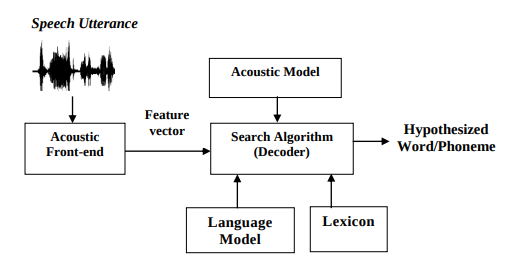 Speech Utterance
Acoustic Model
Feature
vector
Acoustic
Front-end
Search Algorithm
(Decoder)
Hypothesized
Word/Phoneme
Language
Model
Lexicon